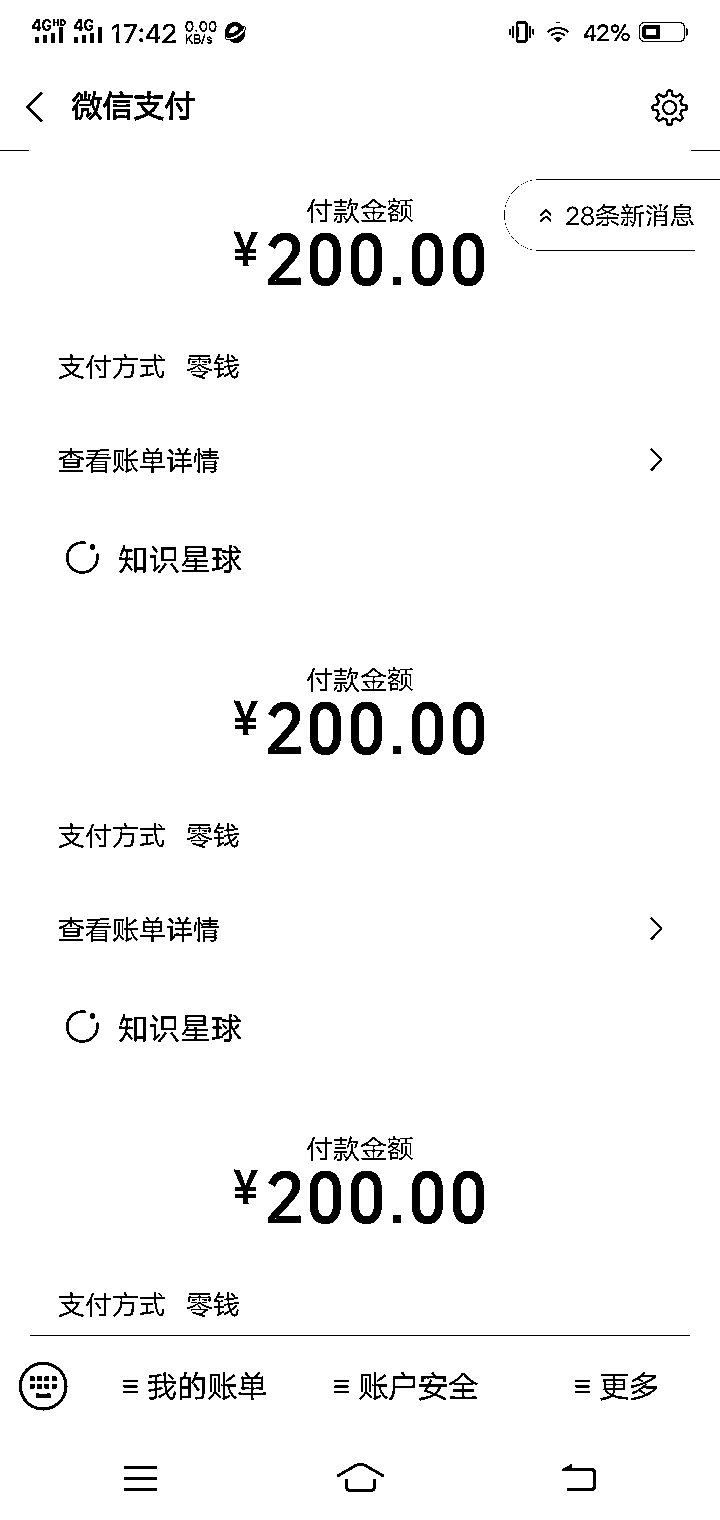 4GHD 4G 17:42 0.00 KB/s 42%
微信支付
付款金额
28条新消息
¥200.00
支付方式 零钱
查看账单详情
知识星球
付款金额
¥200.00
支付方式 零钱
查看账单详情
知识星球
付款金额
¥200.00
支付方式 零钱
我的账单 账户安全 更多